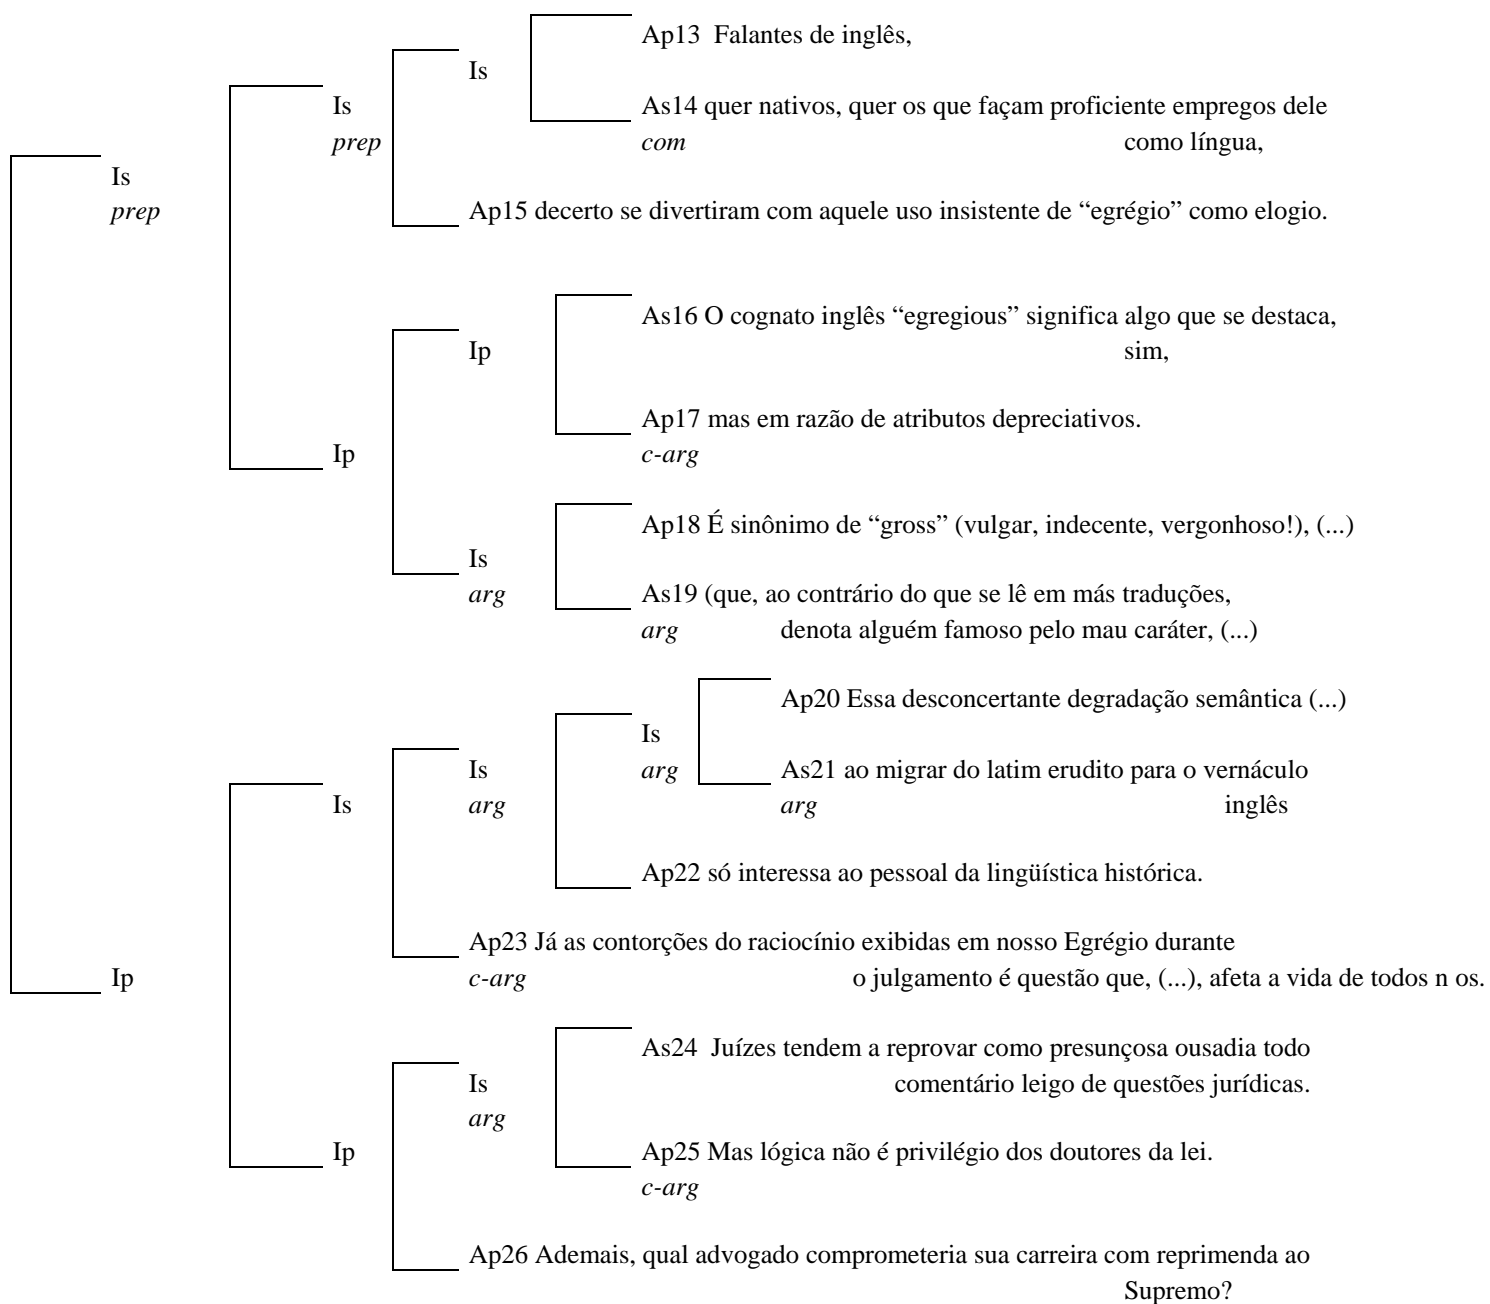 Ap13 Falantes de inglês,
Is
Is
As14 quer nativos, quer os que façam proficiente empregos dele
prep
com
como língua,
Is
prep
Ap15 decerto se divertiram com aquele uso insistente de “egrégio” como elogio.
As16 O cognato inglês “egregious” significa algo que se destaca,
Ip
sim,
Ap17 mas em razão de atributos depreciativos.
Ip
c-arg
Ap18 É sinônimo de “gross” (vulgar, indecente, vergonhoso!), (...)
Is
arg
As19 (que, ao contrário do que se lê em más traduções,
arg
denota alguém famoso pelo mau caráter, (...)
Ap20 Essa desconcertante degradação semântica (...)
Is
Is
arg
As21 ao migrar do latim erudito para o vernáculo
Is
arg
arg
inglês
Ap22 só interessa ao pessoal da lingüística histórica.
Ap23 Já as contorções do raciocínio exibidas em nosso Egrégio durante
Ip
c-arg
o julgamento é questão que, (...), afeta a vida de todos n os.
As24 Juízes tendem a reprovar como presunçosa ousadia todo
Is
comentário leigo de questões jurídicas.
arg
Ip
Ap25 Mas lógica não é privilégio dos doutores da lei.
c-arg
Ap26 Ademais, qual advogado comprometeria sua carreira com reprimenda ao
Supremo?